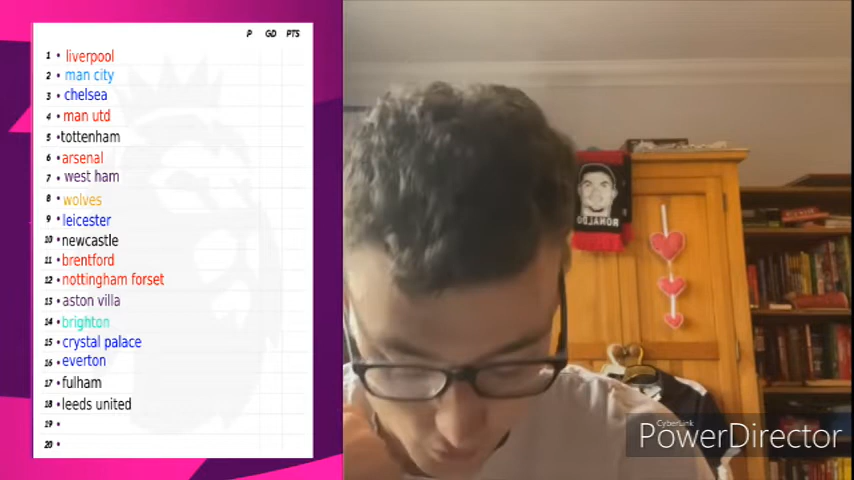 P GD PTS
1 • liverpool
2 • man city
3 • chelsea
4 • man utd
5 • tottenham
6 • arsenal
7 • west ham
8 • wolves
9 • leicester
10 • newcastle
11 • brentford
12 • nottingham forset
13 • aston villa
14 • brighton
15 • crystal palace
16 • everton
17 • fulham
18 • leeds united
19 •
20 •
RONALDO
CyberLink
PowerDirector